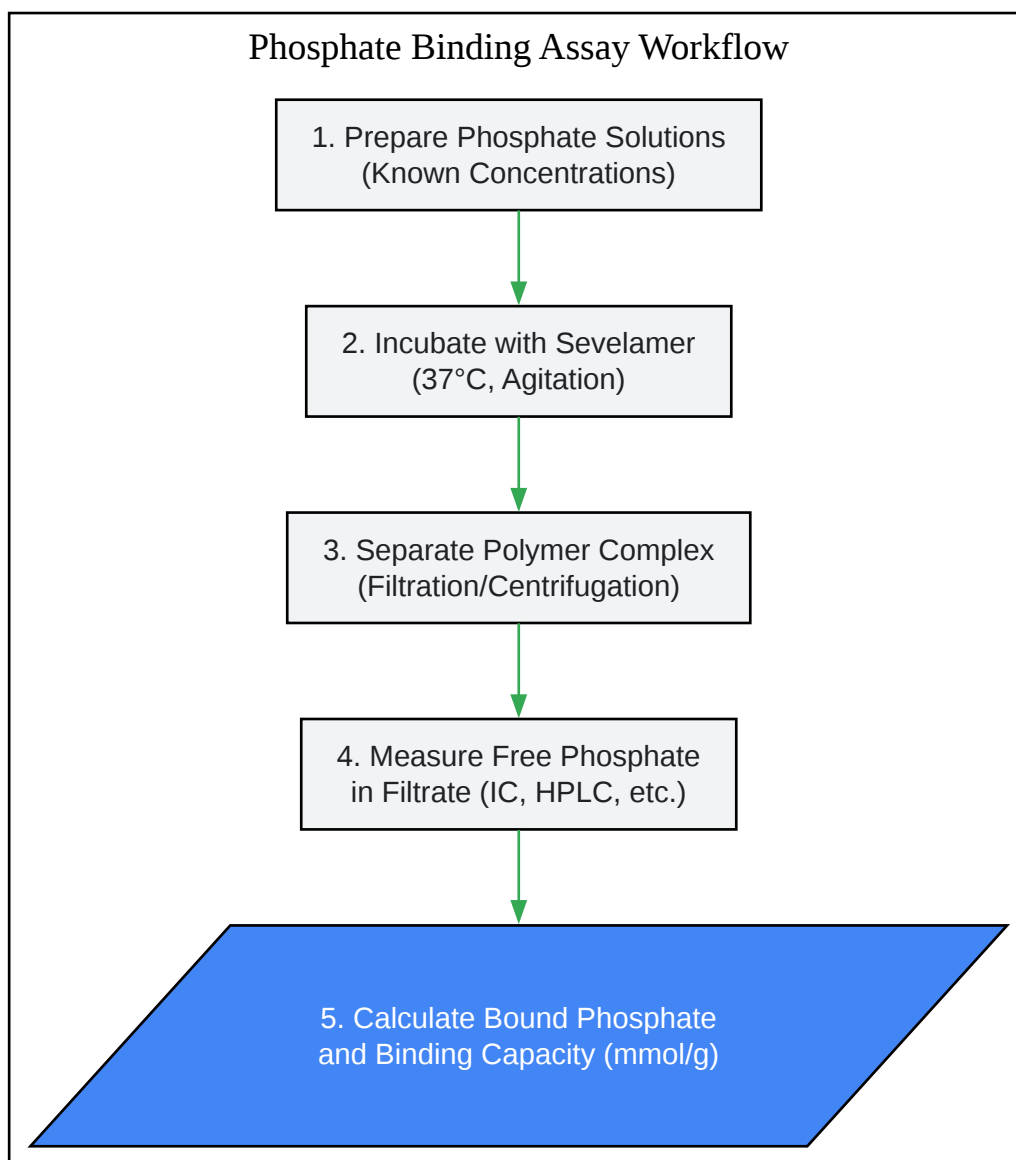 Phosphate Binding Assay Workflow
1. Prepare Phosphate Solutions
(Known Concentrations)
2. Incubate with Sevelamer
(37°C, Agitation)
3. Separate Polymer Complex
(Filtration/Centrifugation)
4. Measure Free Phosphate
in Filtrate (IC, HPLC, etc.)
5. Calculate Bound Phosphate
and Binding Capacity (mmol/g)